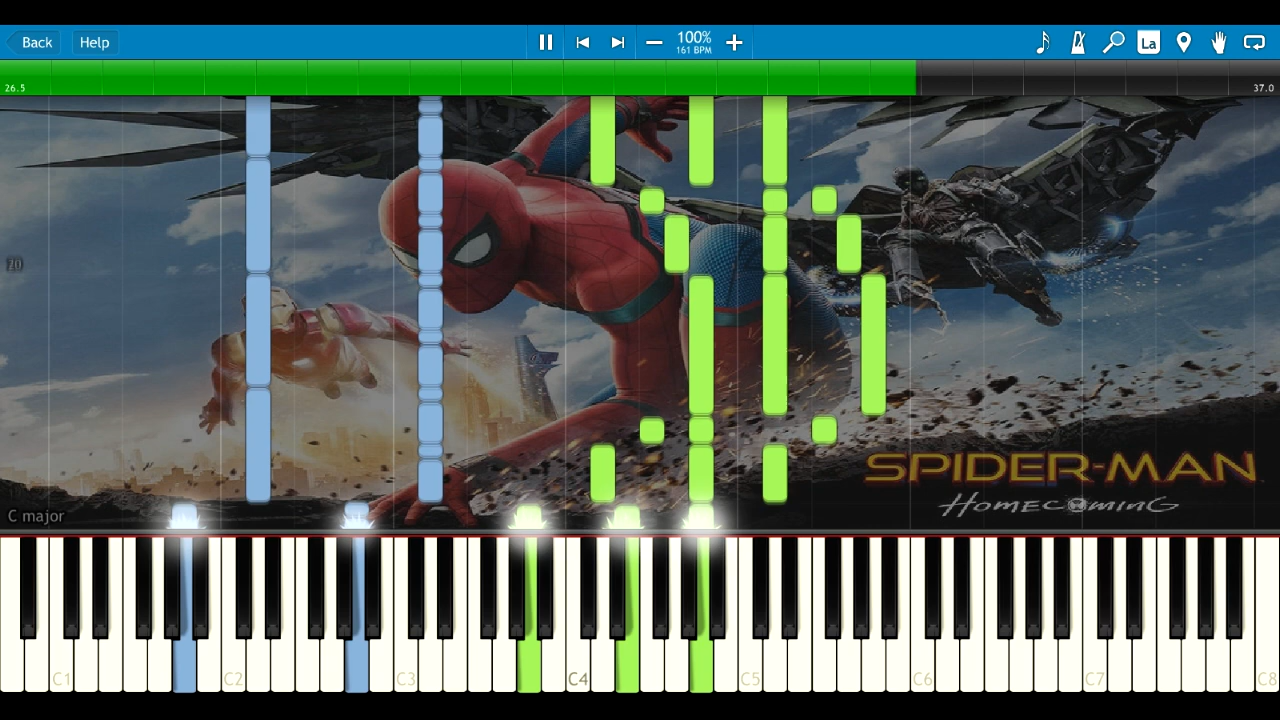 Back Help 100% La
161 BPM
26.5 37.0
20
SPIDER-MAN
HOMECOMING
C major
C1 C2 C3 C4 C5 C6 C7 C8